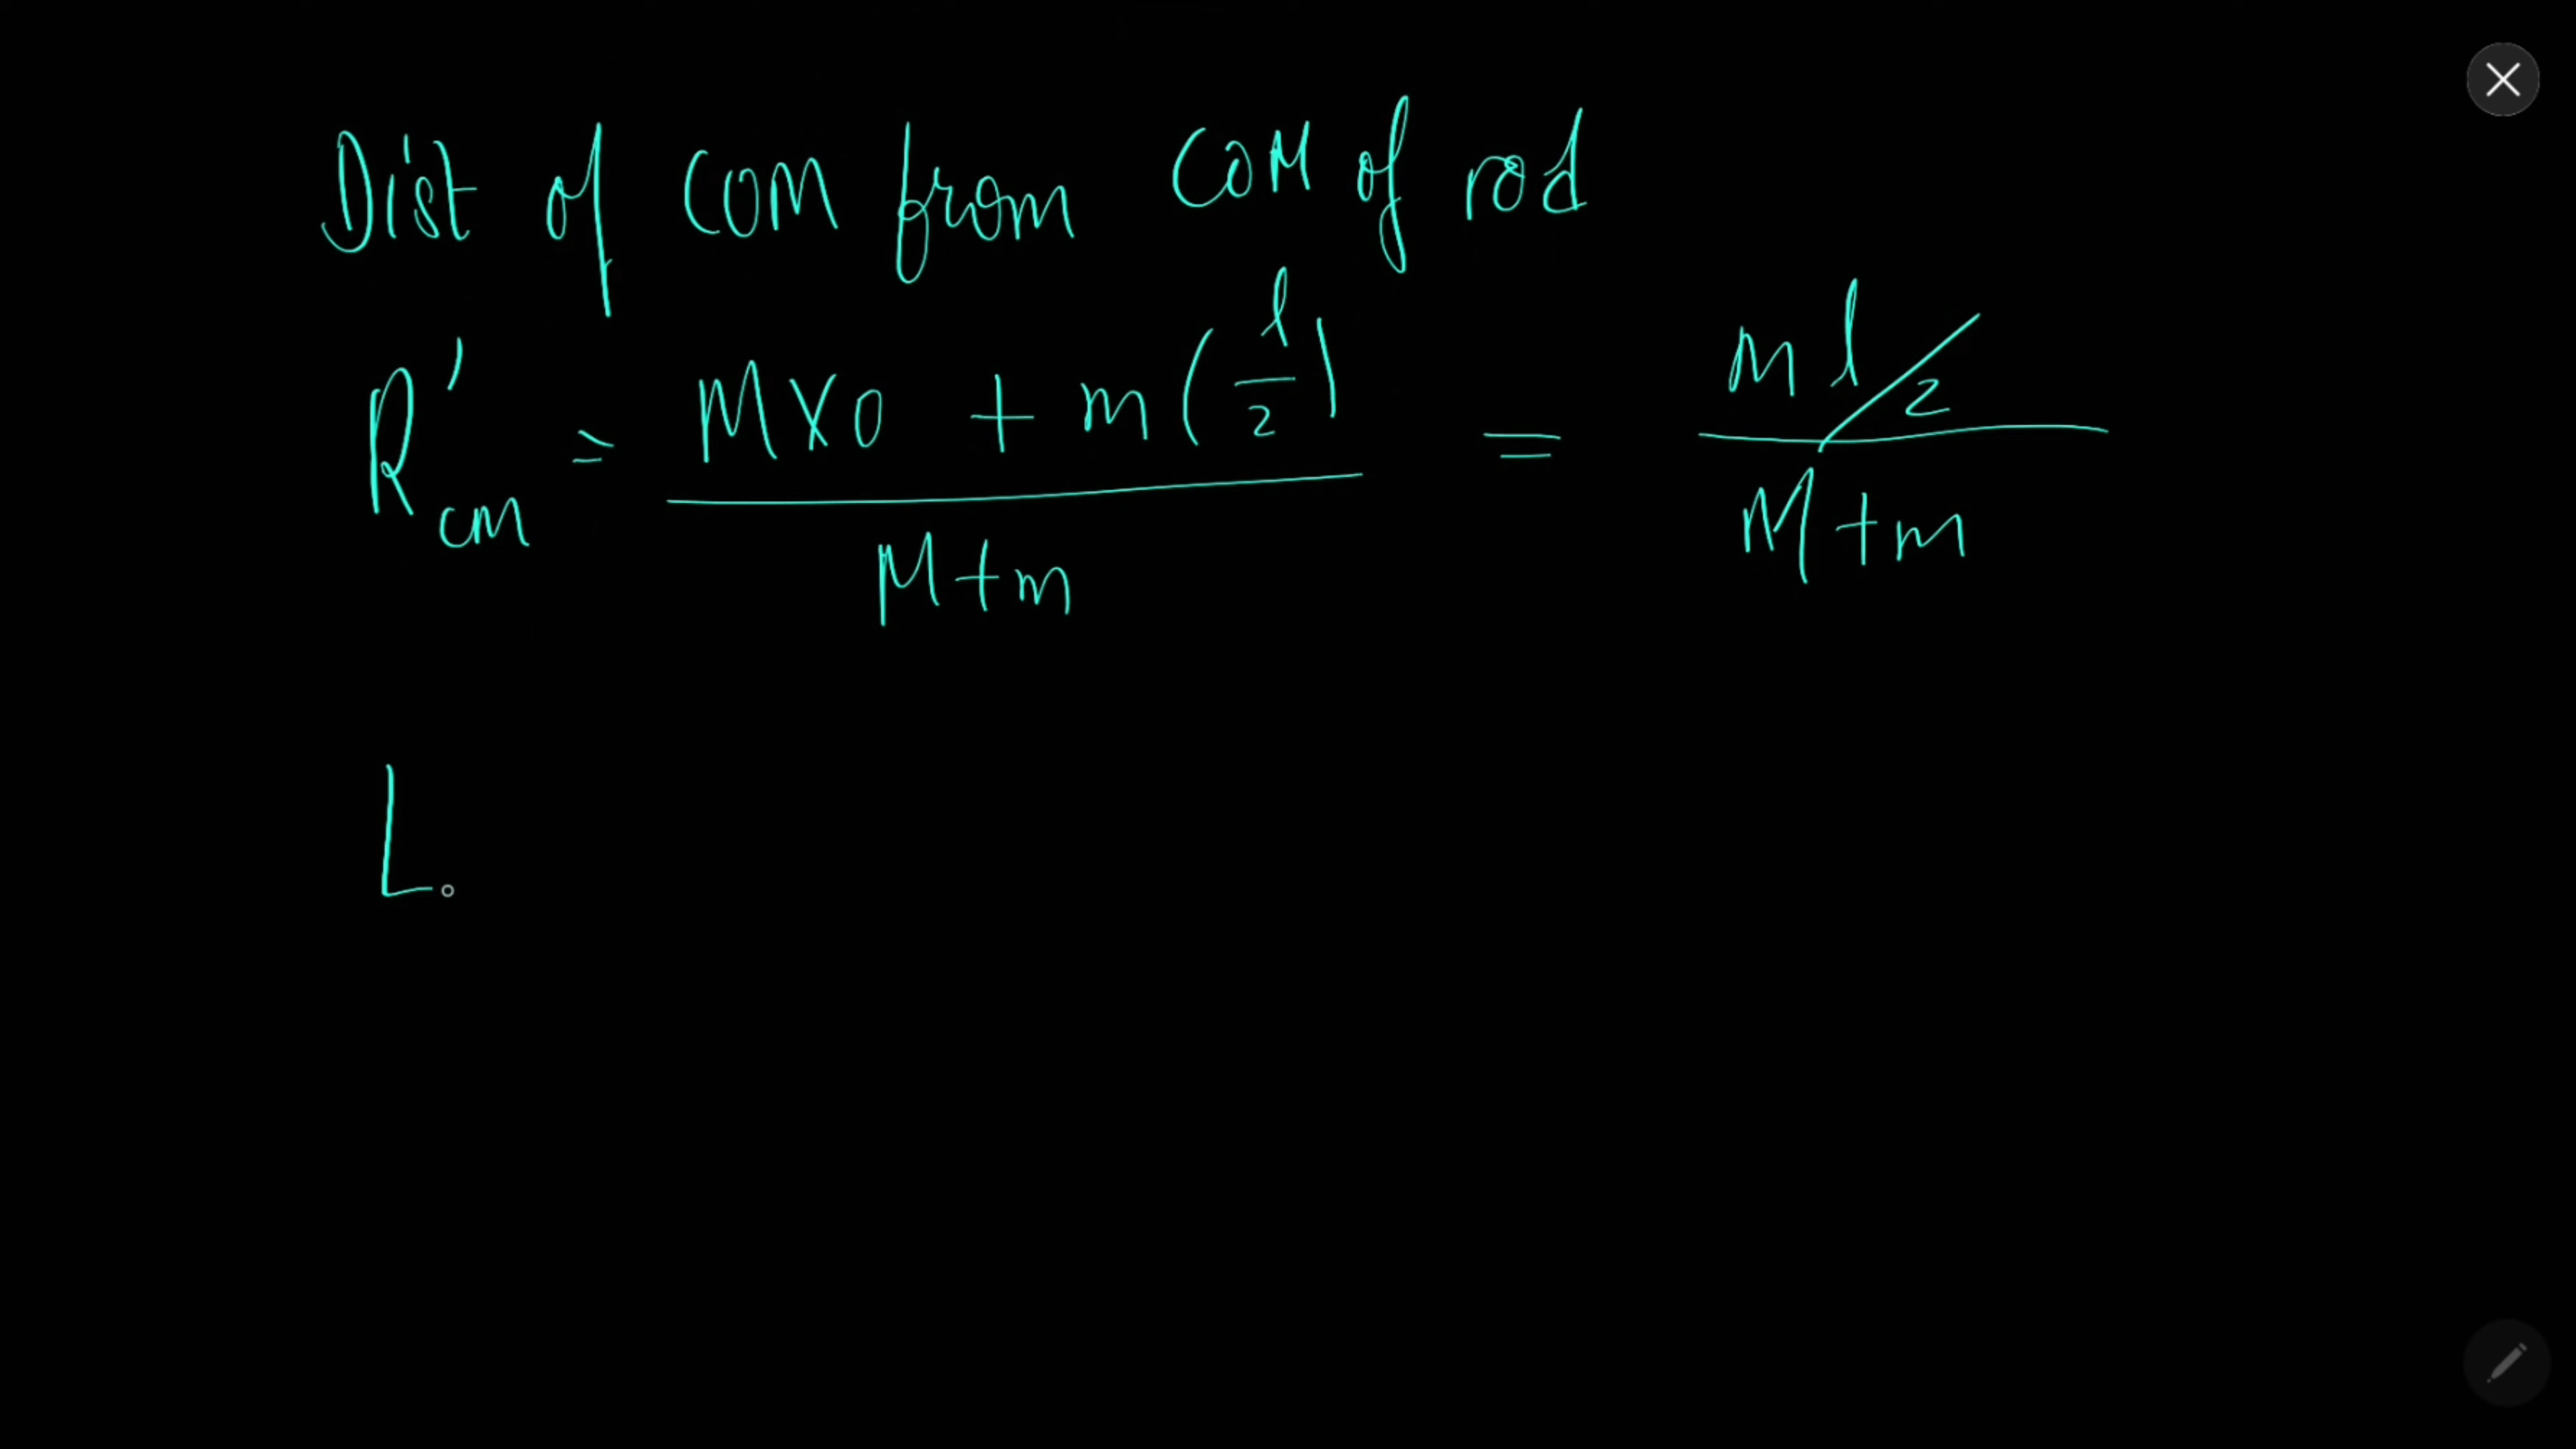 Dist of COM from COM of rod
R'cm = (M×0 + m(l/2))/(M+m) = (ml/2)/(M+m)
L